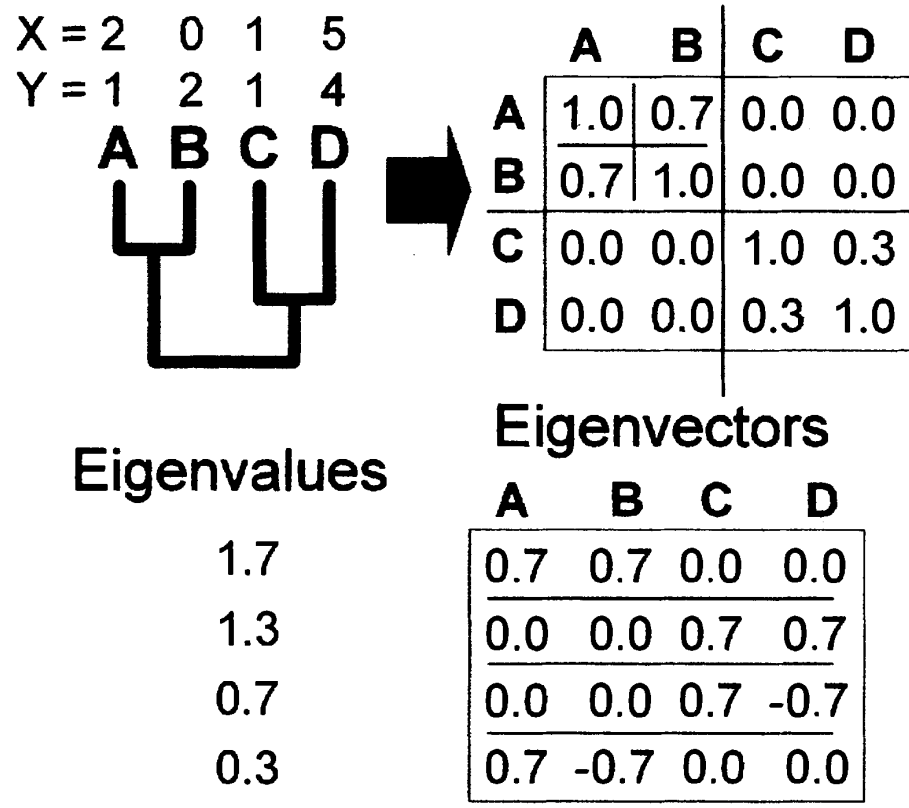 X = 2 0 1 5
Y = 1 2 1 4
A B C D
A B C D
A 1.0 0.7 0.0 0.0
B 0.7 1.0 0.0 0.0
C 0.0 0.0 1.0 0.3
D 0.0 0.0 0.3 1.0
Eigenvalues
1.7
1.3
0.7
0.3
Eigenvectors
A B C D
0.7 0.7 0.0 0.0
0.0 0.0 0.7 0.7
0.0 0.0 0.7 -0.7
0.7 -0.7 0.0 0.0